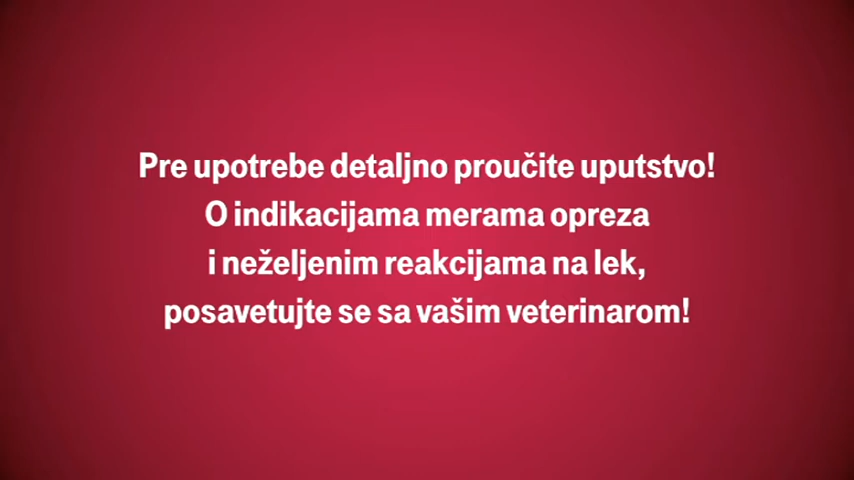 Pre upotrebe detaljno proučite uputstvo!
O indikacijama merama opreza
i neželjenim reakcijama na lek,
posavetujte se sa vašim veterinarom!